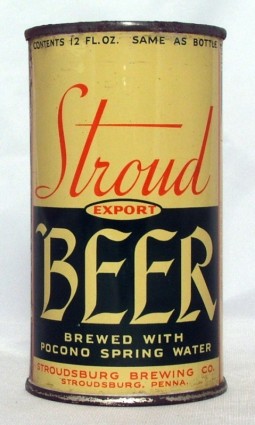 CONTENTS 12 FL.OZ. SAME AS BOTTLE
Stroud
EXPORT
BEER
BREWED WITH
POCONO SPRING WATER
STROUDSBURG BREWING CO.
STROUDSBURG, PENNA.